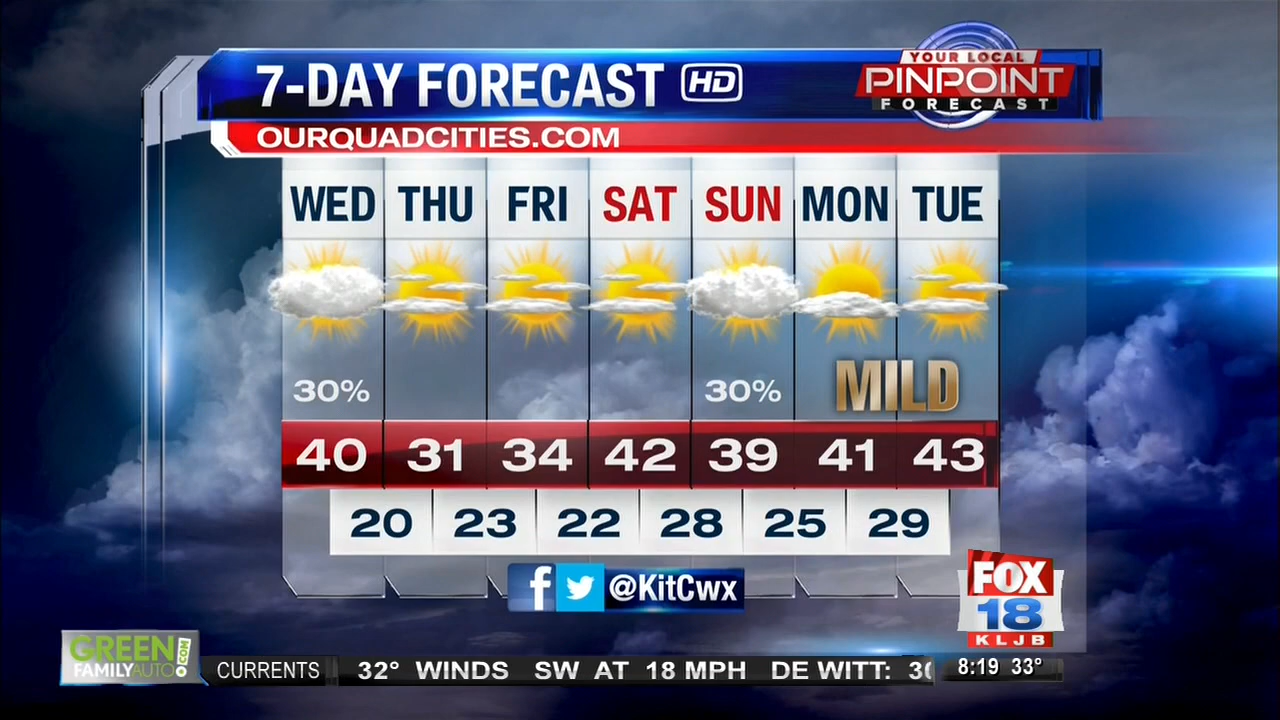 7-DAY FORECAST HD
YOUR LOCAL
PINPOINT
FORECAST
OURQUADCITIES.COM
WED THU FRI SAT SUN MON TUE
30% 30% MILD
40 31 34 42 39 41 43
20 23 22 28 25 29
f @KitCwx
FOX
18
KLJB
GREEN
FAMILYAUTO.COM
CURRENTS 32° WINDS SW AT 18 MPH DE WITT:
8:19 33°